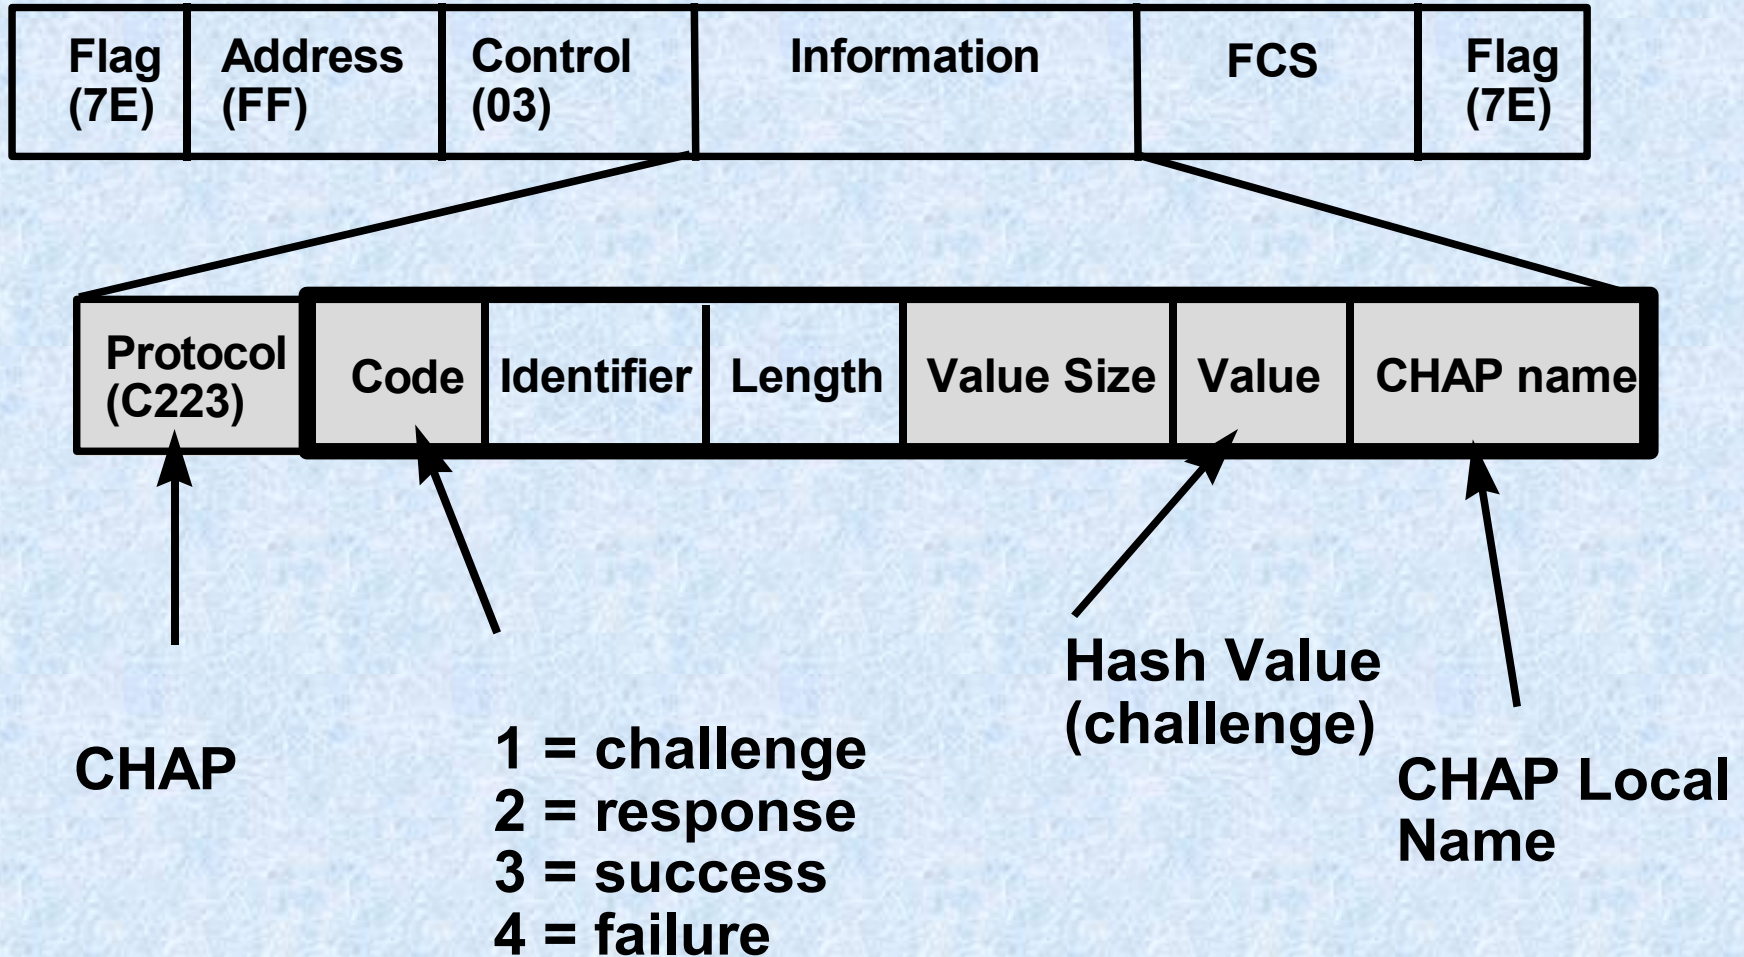 Flag
(7E)
Address
(FF)
Control
(03)
Information
FCS
Flag
(7E)
Protocol
(C223)
Code
Identifier
Length
Value Size
Value
CHAP name
CHAP
1 = challenge
2 = response
3 = success
4 = failure
Hash Value
(challenge)
CHAP Local
Name